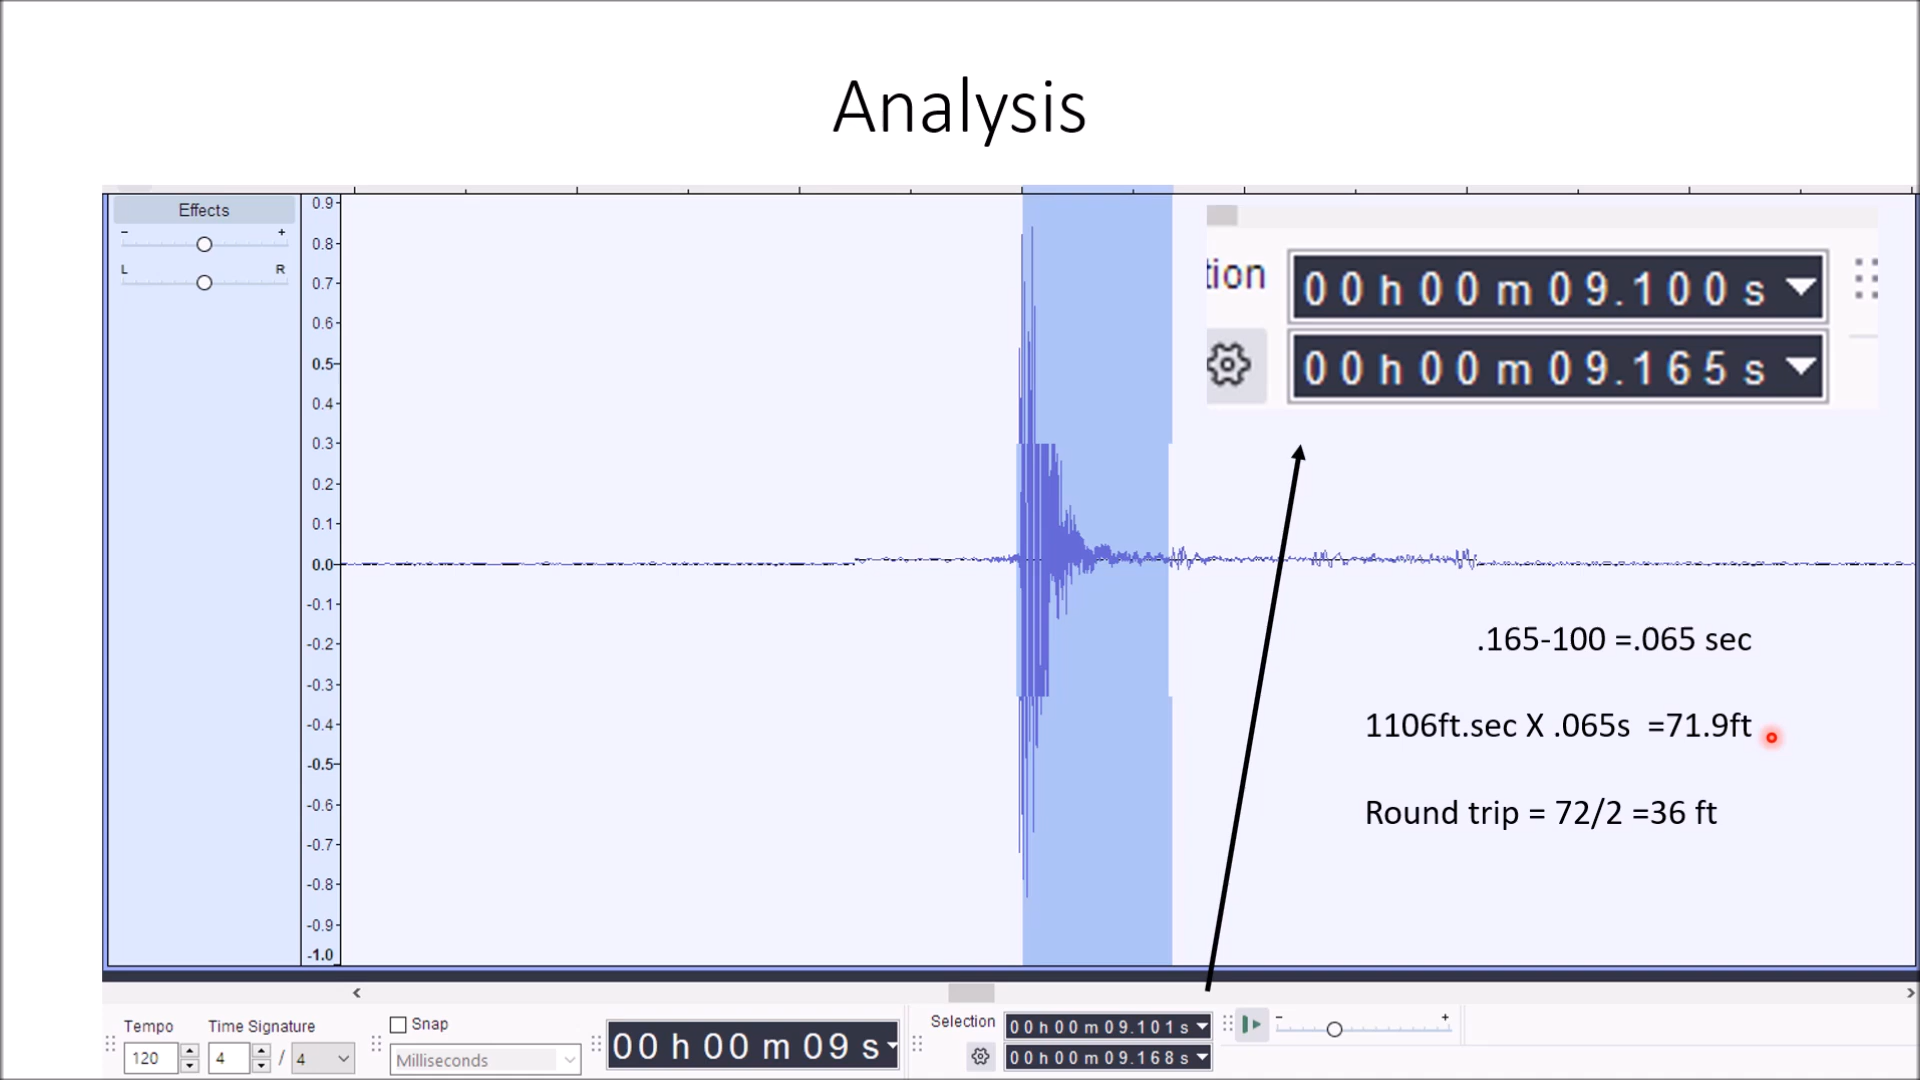 Analysis
Effects
- +
L R
0.9
0.8
0.7
0.6
0.5
0.4
0.3
0.2
0.1
0.0
-0.1
-0.2
-0.3
-0.4
-0.5
-0.6
-0.7
-0.8
-0.9
-1.0
tion
00h00m09.100s
00h00m09.165s
.165-100 =.065 sec
1106ft.sec X .065s =71.9ft
Round trip = 72/2 =36 ft
Tempo
120
Time Signature
4 / 4
Snap
Milliseconds
00h00m09s
Selection
00h00m09.101s
00h00m09.168s
- +